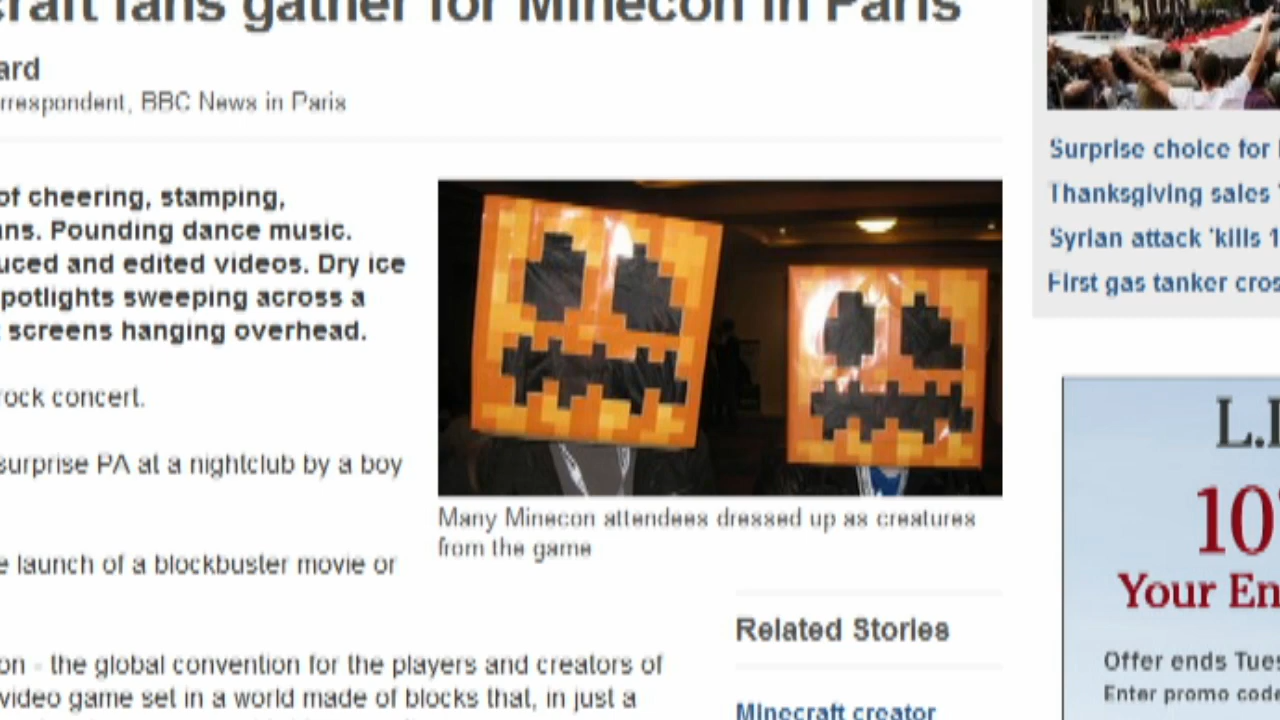 craft fans gather for Minecon in Paris
ard
rrespondent, BBC News in Paris
of cheering, stamping,
ans. Pounding dance music.
uced and edited videos. Dry ice
potlights sweeping across a
t screens hanging overhead.
rock concert.
surprise PA at a nightclub by a boy
e launch of a blockbuster movie or
on - the global convention for the players and creators of
video game set in a world made of blocks that, in just a
Many Minecon attendees dressed up as creatures
from the game
Related Stories
Minecraft creator
Surprise choice for
Thanksgiving sales
Syrian attack 'kills 1
First gas tanker cros
L.
10
Your En
Offer ends Tues
Enter promo code